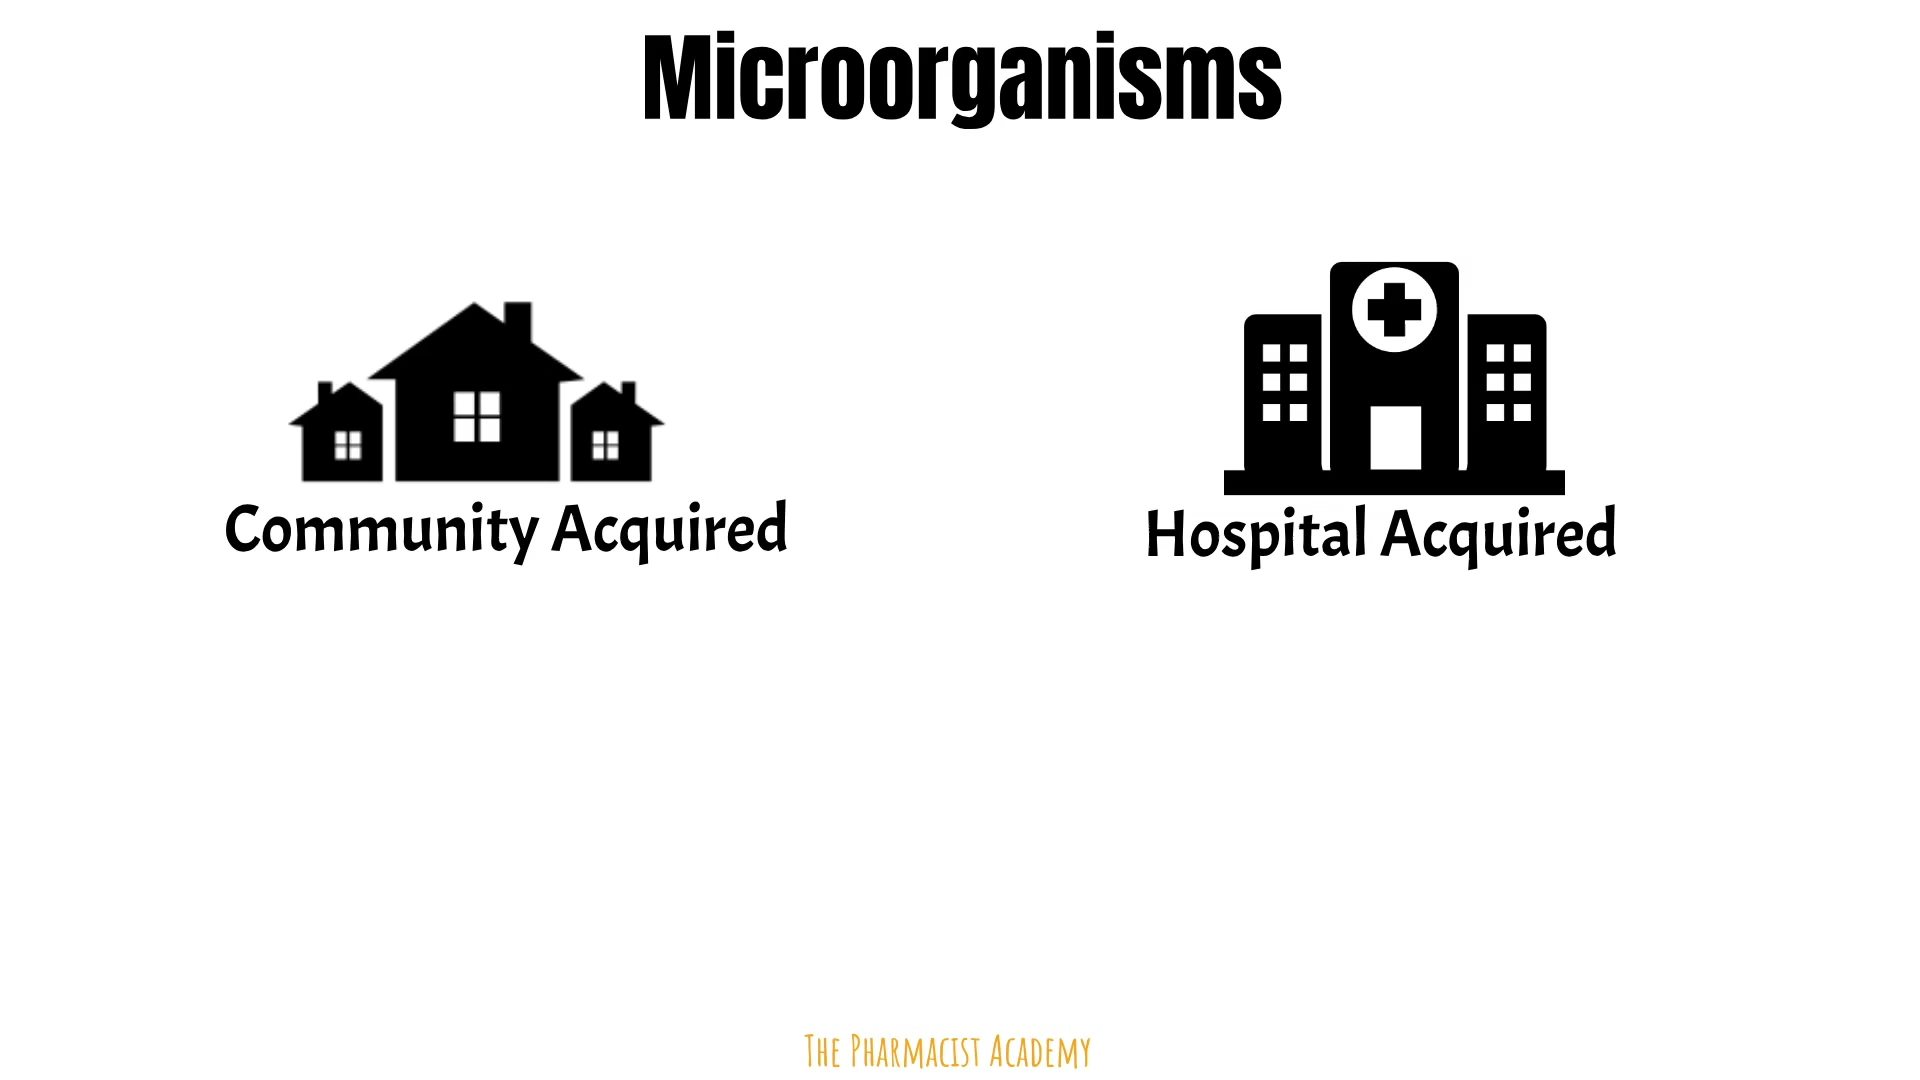 Microorganisms
Community Acquired
Hospital Acquired
The Pharmacist Academy